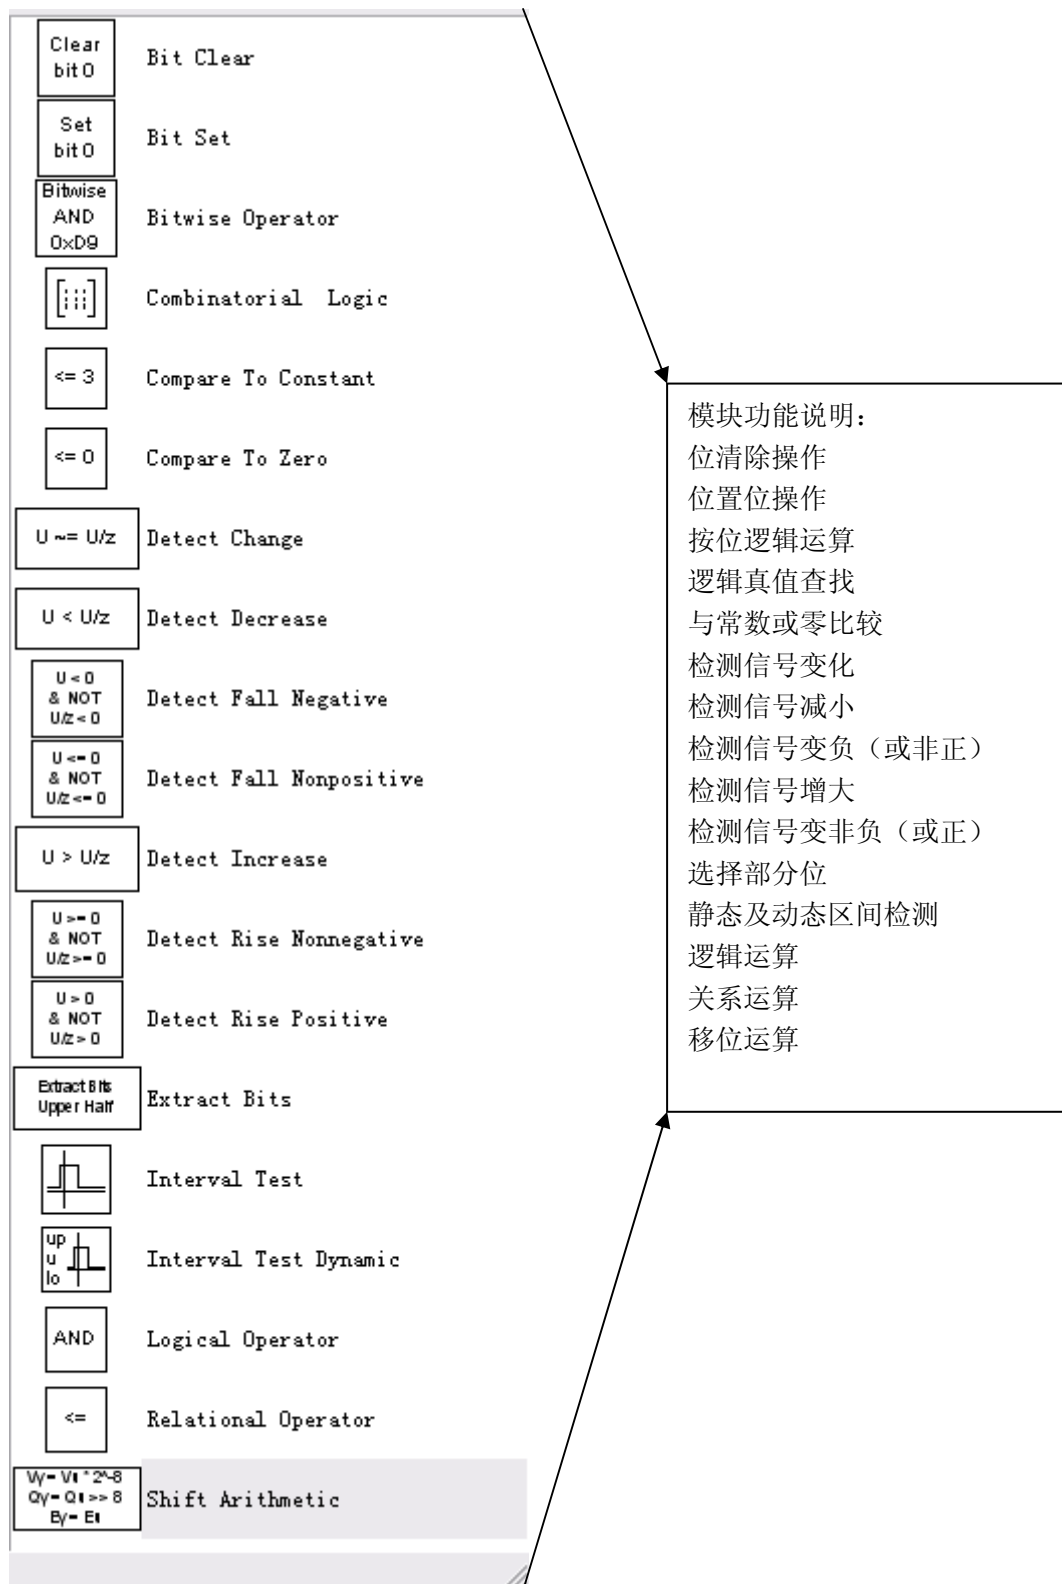 Clear
bit 0
Bit Clear
Set
bit 0
Bit Set
Bitwise
AND
0xD9
Bitwise Operator
Combinatorial Logic
<= 3
Compare To Constant
<= 0
Compare To Zero
U ~= U/z
Detect Change
U < U/z
Detect Decrease
U < 0
& NOT
U/z < 0
Detect Fall Negative
U <= 0
& NOT
U/z <= 0
Detect Fall Nonpositive
U > U/z
Detect Increase
U >= 0
& NOT
U/z >= 0
Detect Rise Nonnegative
U > 0
& NOT
U/z > 0
Detect Rise Positive
Extract Bits
Upper Half
Extract Bits
Interval Test
up
u
lo
Interval Test Dynamic
AND
Logical Operator
<=
Relational Operator
Vy = Vu * 2^-8
Qy = Qu >> 8
Ey = Eu
Shift Arithmetic
模块功能说明：
位清除操作
位置位操作
按位逻辑运算
逻辑真值查找
与常数或零比较
检测信号变化
检测信号减小
检测信号变负（或非正）
检测信号增大
检测信号变非负（或正）
选择部分位
静态及动态区间检测
逻辑运算
关系运算
移位运算